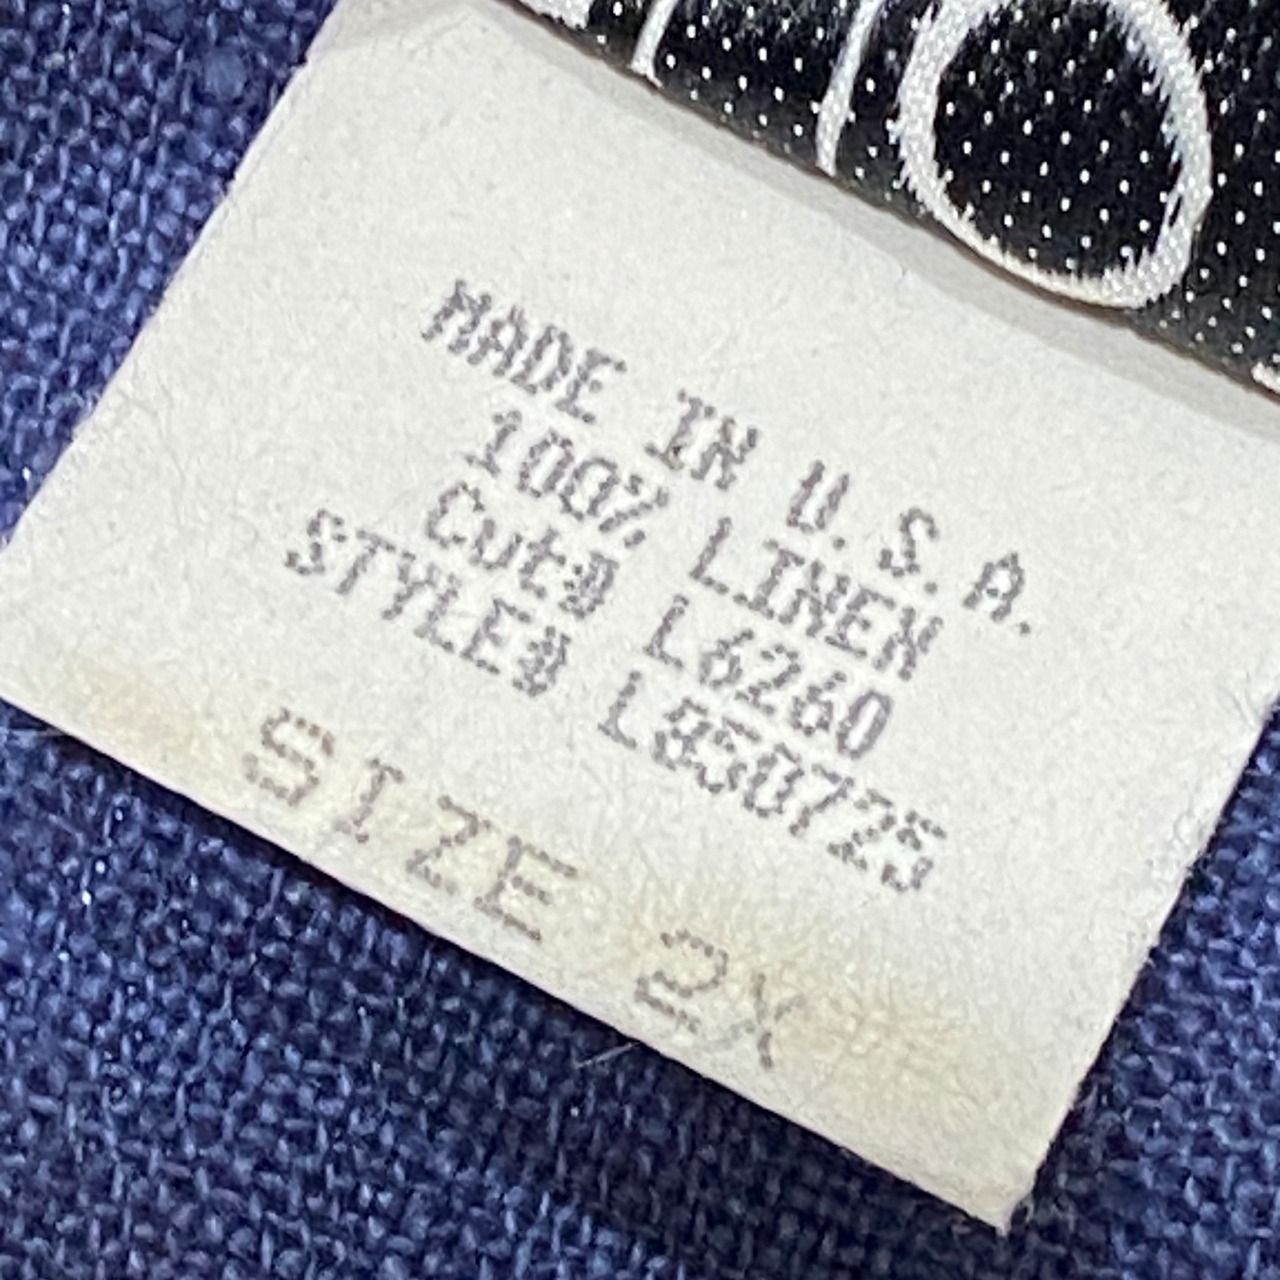 MADE IN U.S.A.
100% LINEN
Cut# L6260
STYLE# L850725
SIZE 2X